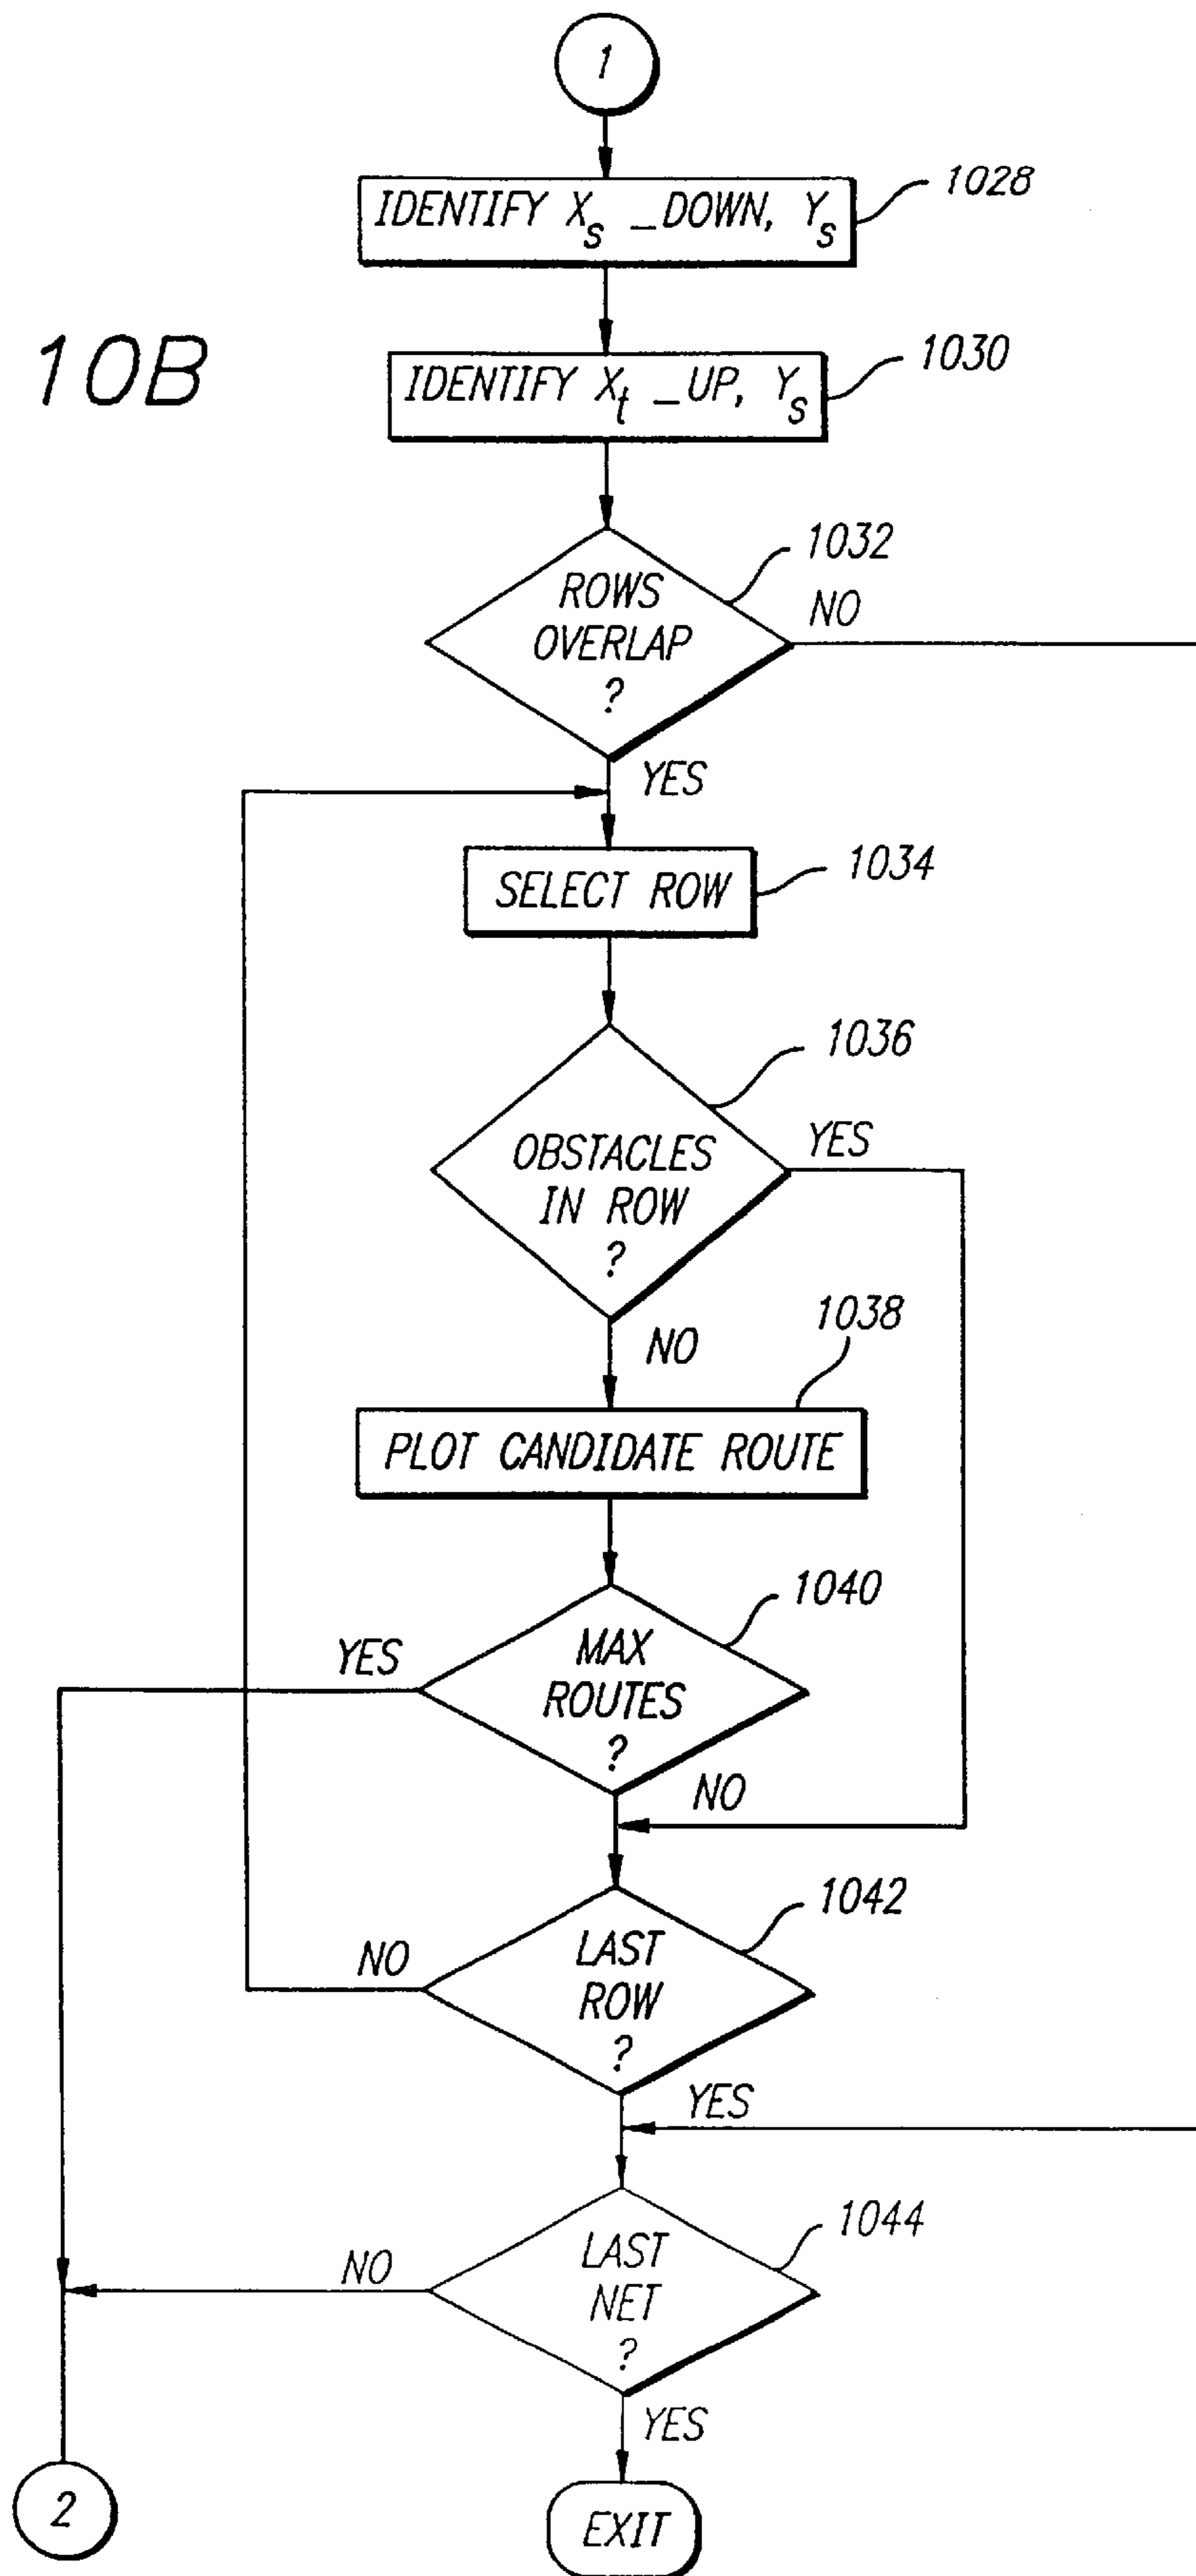 1
IDENTIFY Xs _DOWN, Ys
1028
10B
IDENTIFY Xt _UP, Ys
1030
1032
ROWS
OVERLAP
?
NO
YES
SELECT ROW
1034
1036
OBSTACLES
IN ROW
?
YES
NO
1038
PLOT CANDIDATE ROUTE
1040
MAX
ROUTES
?
YES
NO
1042
LAST
ROW
?
NO
YES
1044
LAST
NET
?
NO
YES
2
EXIT